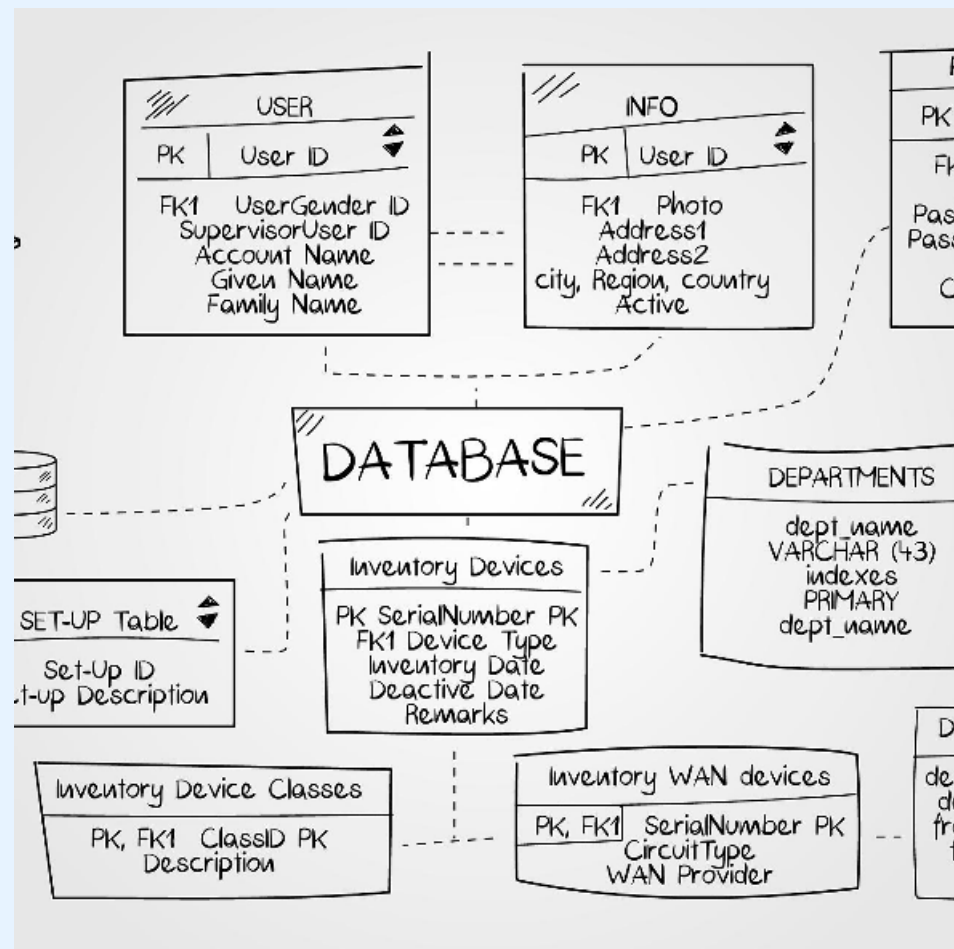 USER
PK User ID
FK1 UserGender ID
SupervisorUser ID
Account Name
Given Name
Family Name
INFO
PK User ID
FK1 Photo
Address1
Address2
city, Region, country
Active
PK
DATABASE
DEPARTMENTS
dept_name
VARCHAR (43)
indexes
PRIMARY
dept_name
Inventory Devices
PK SerialNumber PK
FK1 Device Type
Inventory Date
Deactive Date
Remarks
SET-UP Table
Set-Up ID
t-up Description
Inventory Device Classes
PK, FK1 ClassID PK
Description
Inventory WAN devices
PK, FK1 SerialNumber PK
CircuitType
WAN Provider